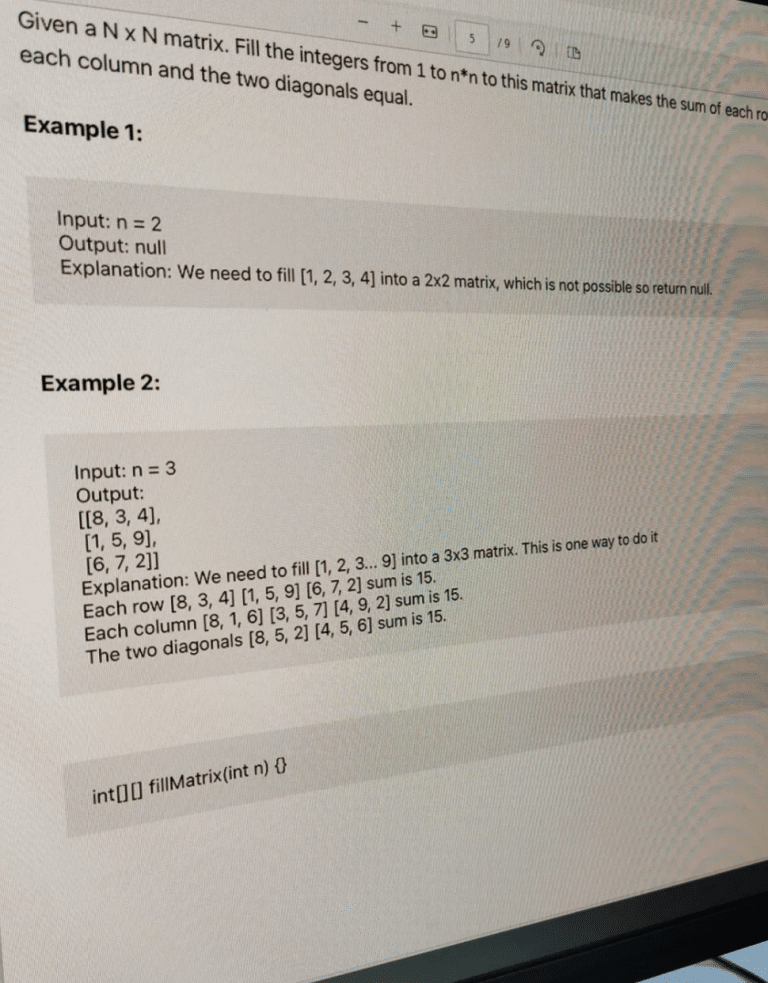 5 /9
Given a N x N matrix. Fill the integers from 1 to n*n to this matrix that makes the sum of each ro
each column and the two diagonals equal.
Example 1:
Input: n = 2
Output: null
Explanation: We need to fill [1, 2, 3, 4] into a 2x2 matrix, which is not possible so return null.
Example 2:
Input: n = 3
Output:
[[8, 3, 4],
[1, 5, 9],
[6, 7, 2]]
Explanation: We need to fill [1, 2, 3... 9] into a 3x3 matrix. This is one way to do it
Each row [8, 3, 4] [1, 5, 9] [6, 7, 2] sum is 15.
Each column [8, 1, 6] [3, 5, 7] [4, 9, 2] sum is 15.
The two diagonals [8, 5, 2] [4, 5, 6] sum is 15.
int[][] fillMatrix(int n) {}